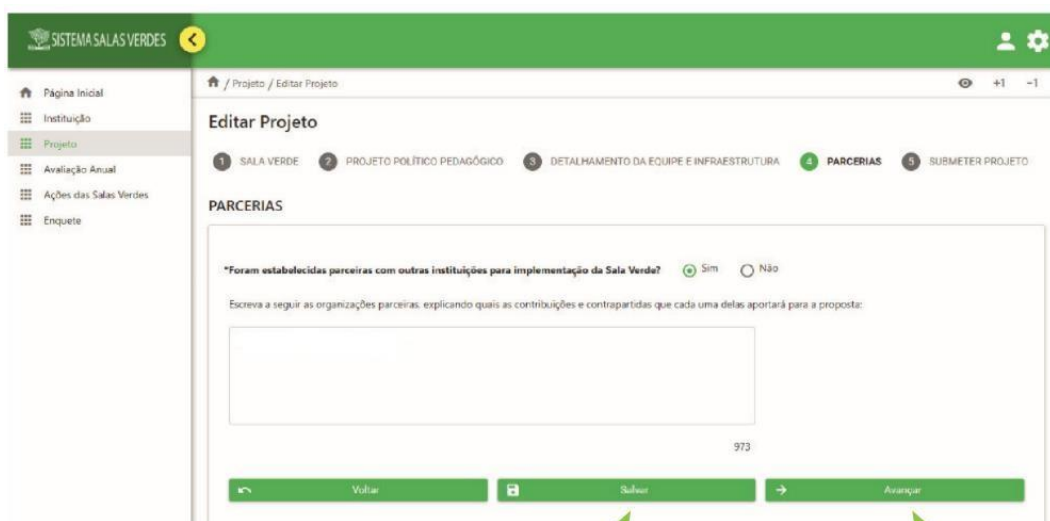 SISTEMA SALAS VERDES
/ Projeto / Editar Projeto
+1 -1
Página Inicial
Instituição
Projeto
Avaliação Anual
Ações das Salas Verdes
Enquete
Editar Projeto
1 SALA VERDE 2 PROJETO POLÍTICO PEDAGÓGICO 3 DETALHAMENTO DA EQUIPE E INFRAESTRUTURA 4 PARCERIAS 5 SUBMETER PROJETO
PARCERIAS
*Foram estabelecidas parceiras com outras instituições para implementação da Sala Verde? Sim Não
Escreva a seguir as organizações parceiras, explicando quais as contribuições e contrapartidas que cada uma delas aportará para a proposta:
973
Voltar Salvar Avançar